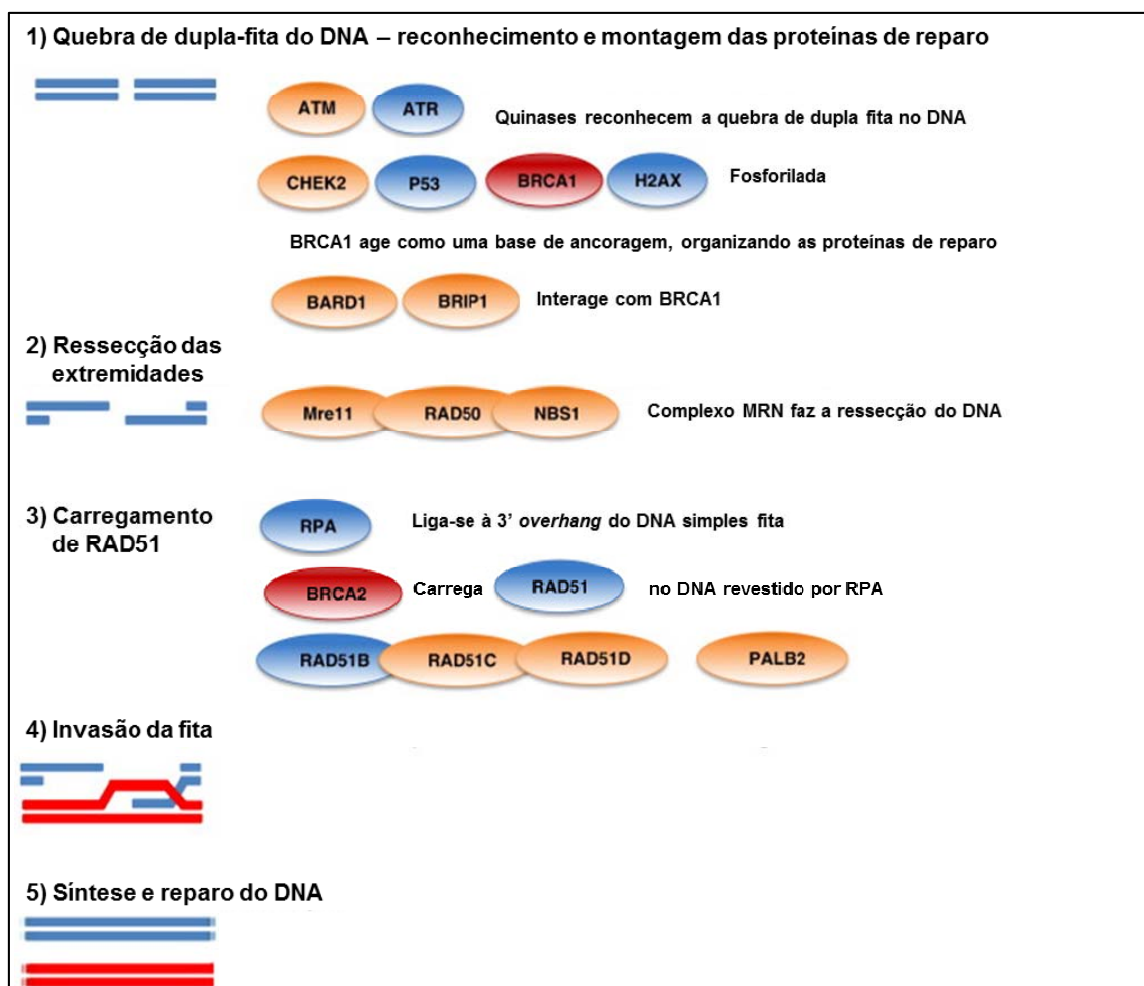 1) Quebra de dupla-fita do DNA – reconhecimento e montagem das proteínas de reparo
ATM ATR Quinases reconhecem a quebra de dupla fita no DNA
CHEK2 P53 BRCA1 H2AX Fosforilada
BRCA1 age como uma base de ancoragem, organizando as proteínas de reparo
BARD1 BRIP1 Interage com BRCA1
2) Ressecção das
extremidades
Mre11 RAD50 NBS1 Complexo MRN faz a ressecção do DNA
3) Carregamento
de RAD51
RPA Liga-se à 3' overhang do DNA simples fita
BRCA2 Carrega RAD51 no DNA revestido por RPA
RAD51B RAD51C RAD51D PALB2
4) Invasão da fita
5) Síntese e reparo do DNA